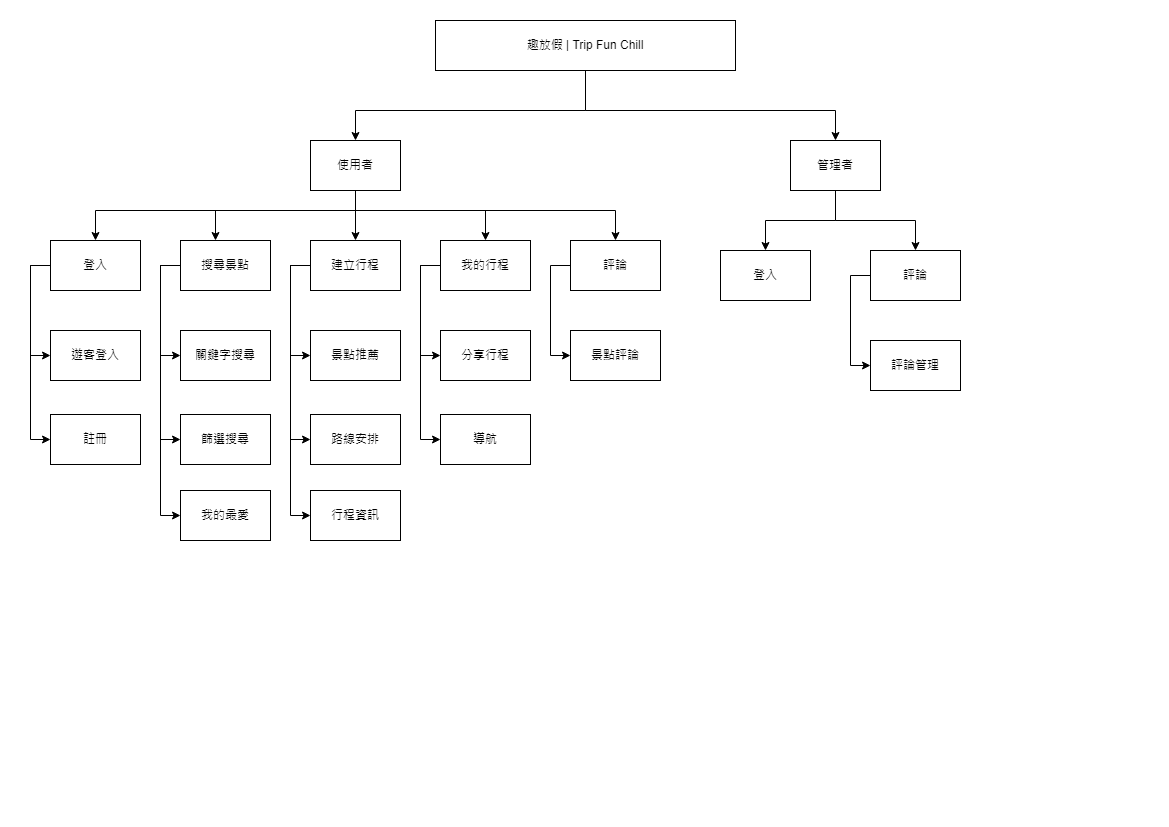 趣放假 | Trip Fun Chill
使用者
管理者
登入
搜尋景點
建立行程
我的行程
評論
登入
評論
遊客登入
關鍵字搜尋
景點推薦
分享行程
景點評論
評論管理
註冊
篩選搜尋
路線安排
導航
我的最愛
行程資訊